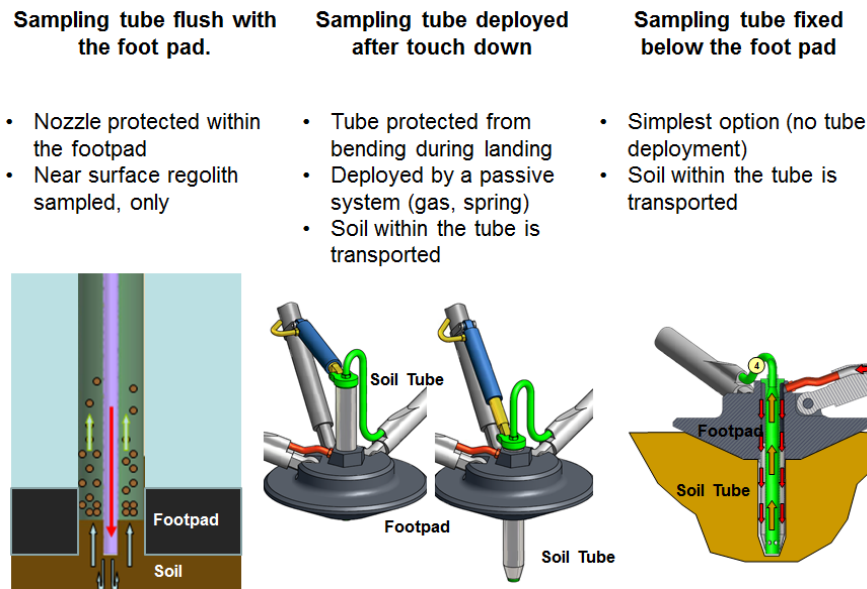 Sampling tube flush with
the foot pad.
• Nozzle protected within
the footpad
• Near surface regolith
sampled, only
Footpad
Soil
Sampling tube deployed
after touch down
• Tube protected from
bending during landing
• Deployed by a passive
system (gas, spring)
• Soil within the tube is
transported
Soil Tube
Footpad
Soil Tube
Sampling tube fixed
below the foot pad
• Simplest option (no tube
deployment)
• Soil within the tube is
transported
4
Footpad
Soil Tube